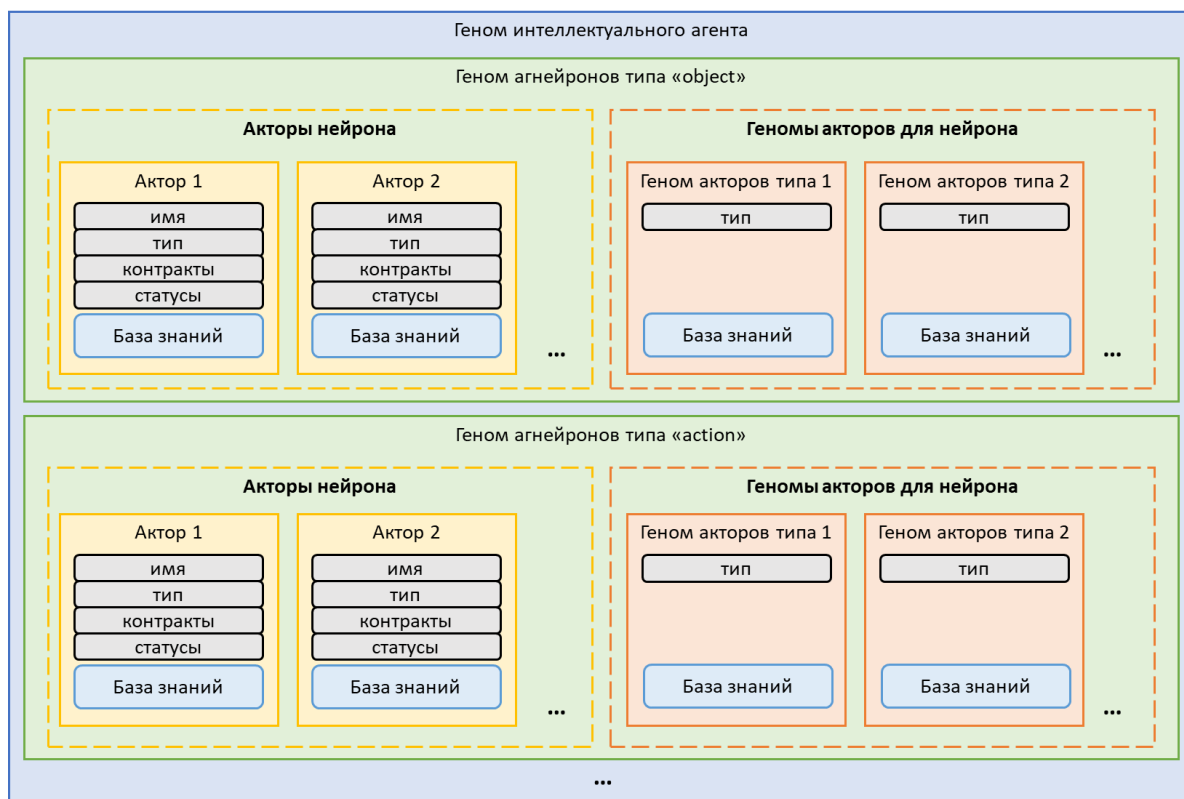 Геном интеллектуального агента
Геном агнейронов типа «object»
Акторы нейрона
Актор 1
имя
тип
контракты
статусы
База знаний
Актор 2
имя
тип
контракты
статусы
База знаний
...
Геномы акторов для нейрона
Геном акторов типа 1
тип
База знаний
Геном акторов типа 2
тип
База знаний
...
Геном агнейронов типа «action»
Акторы нейрона
Актор 1
имя
тип
контракты
статусы
База знаний
Актор 2
имя
тип
контракты
статусы
База знаний
...
Геномы акторов для нейрона
Геном акторов типа 1
тип
База знаний
Геном акторов типа 2
тип
База знаний
...
...